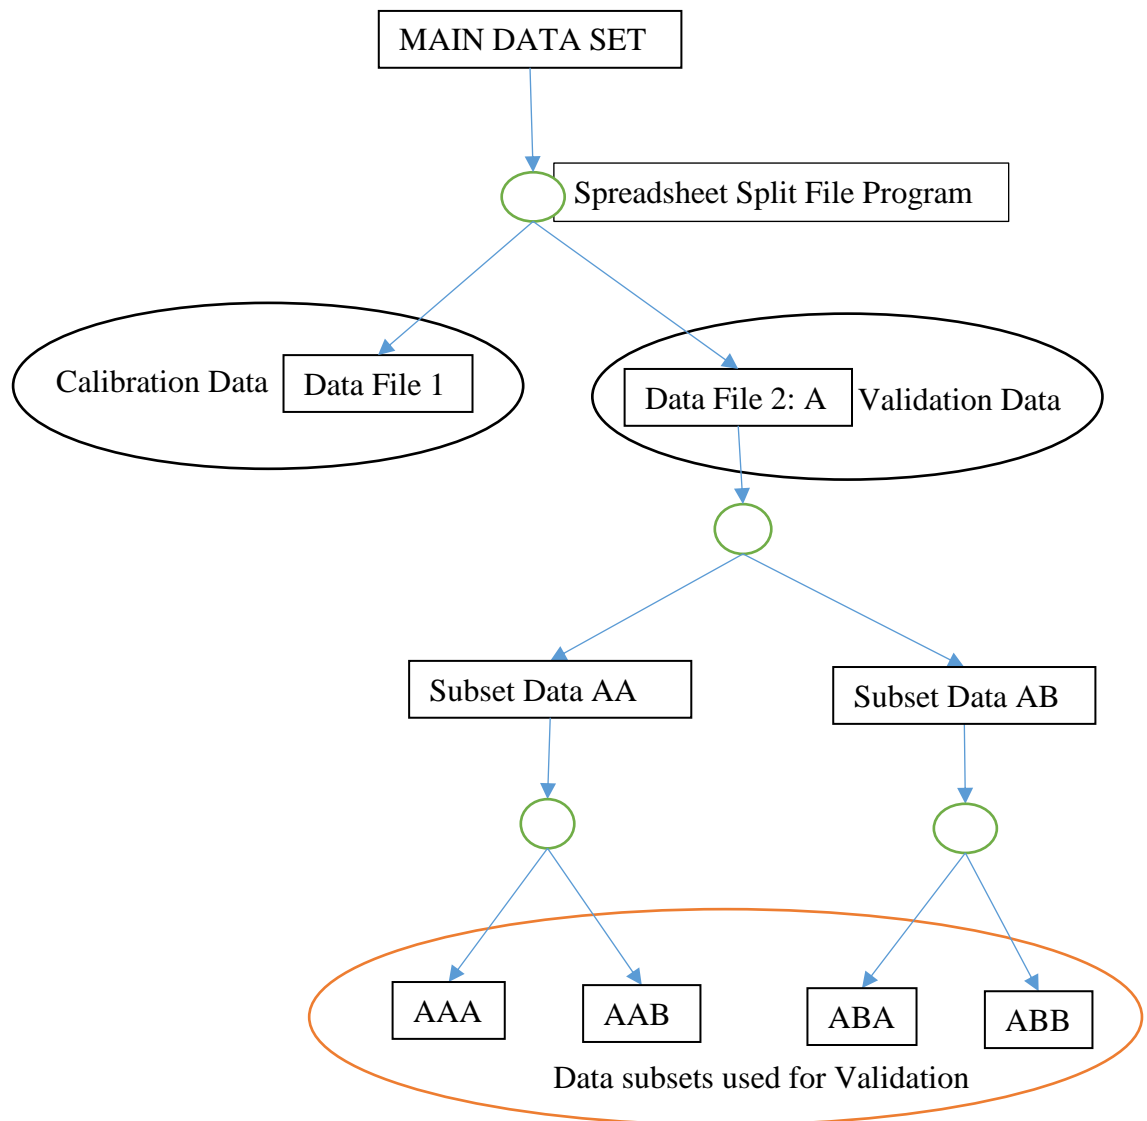 MAIN DATA SET
Spreadsheet Split File Program
Calibration Data
Data File 1
Data File 2: A
Validation Data
Subset Data AA
Subset Data AB
AAA
AAB
ABA
ABB
Data subsets used for Validation